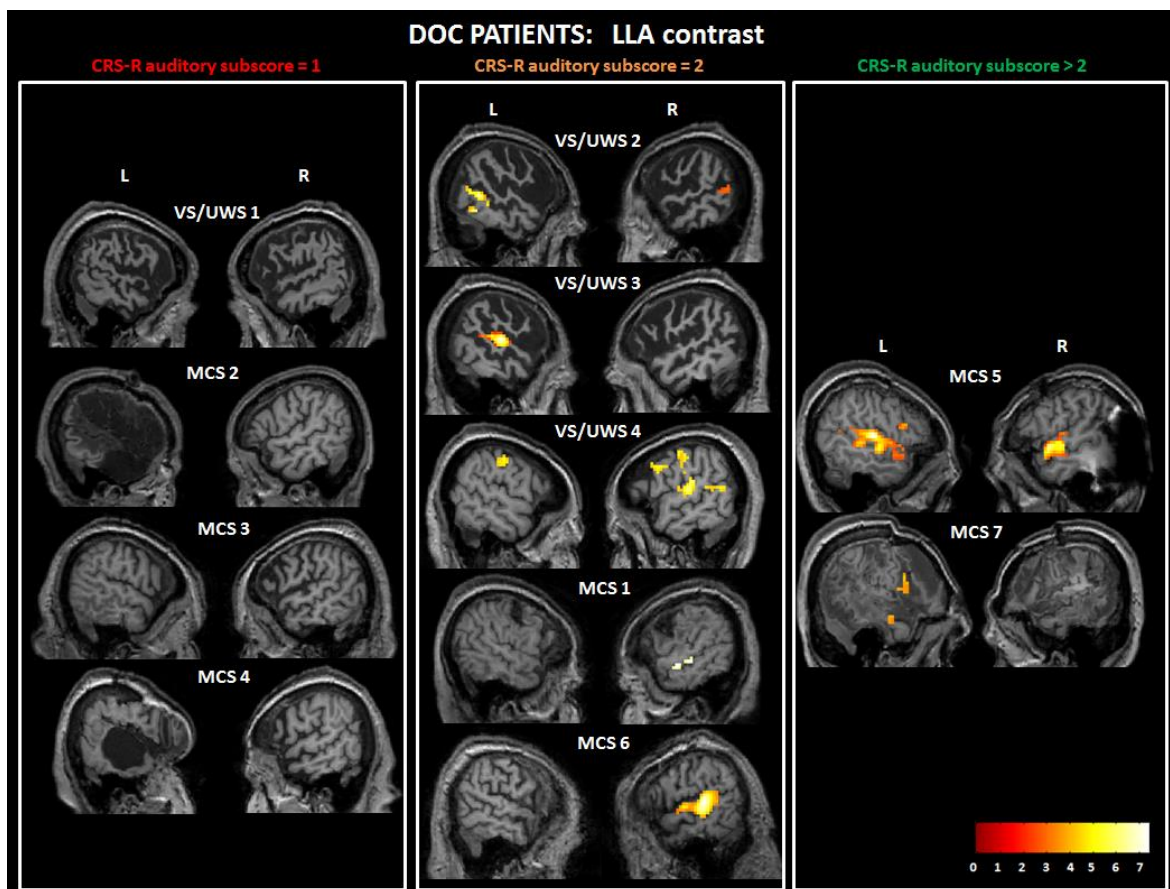 DOC PATIENTS: LLA contrast
CRS-R auditory subscore = 1
L
R
VS/UWS 1
MCS 2
MCS 3
MCS 4
CRS-R auditory subscore = 2
L
R
VS/UWS 2
VS/UWS 3
VS/UWS 4
MCS 1
MCS 6
CRS-R auditory subscore > 2
L
R
MCS 5
MCS 7
0 1 2 3 4 5 6 7